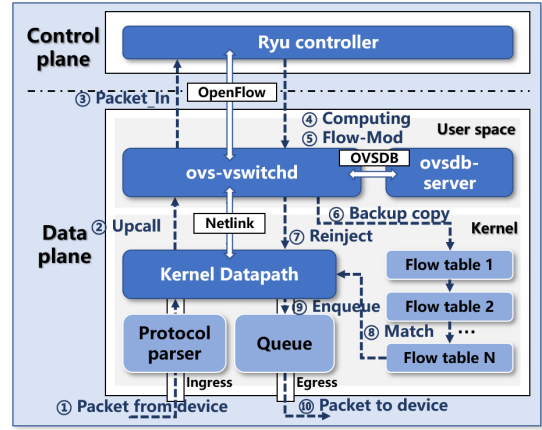 Control
plane
Ryu controller
③ Packet_In
OpenFlow
④ Computing
⑤ Flow-Mod
User space
OVSDB
ovs-vswitchd
ovsdb-
server
② Upcall
Netlink
⑥ Backup copy
Kernel
Data
plane
⑦ Reinject
Kernel Datapath
Flow table 1
Flow table 2
⑨ Enqueue
⑧ Match
...
Protocol
parser
Queue
Flow table N
Ingress
Egress
① Packet from device
⑩ Packet to device